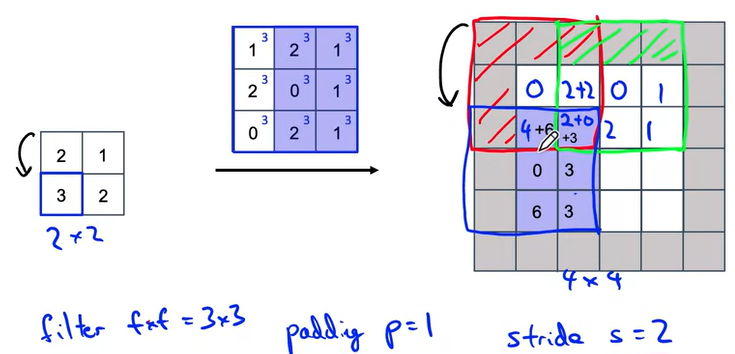 1 3 2 3 1 3
2 3 0 3 1 3
0 3 2 3 1 3
2 1
3 2
2 × 2
0 2+2 0 1
4 +6 2+0 +3 2 1
0 3
6 3
4 × 4
filter f×f = 3×3 paddig p=1 stride s = 2